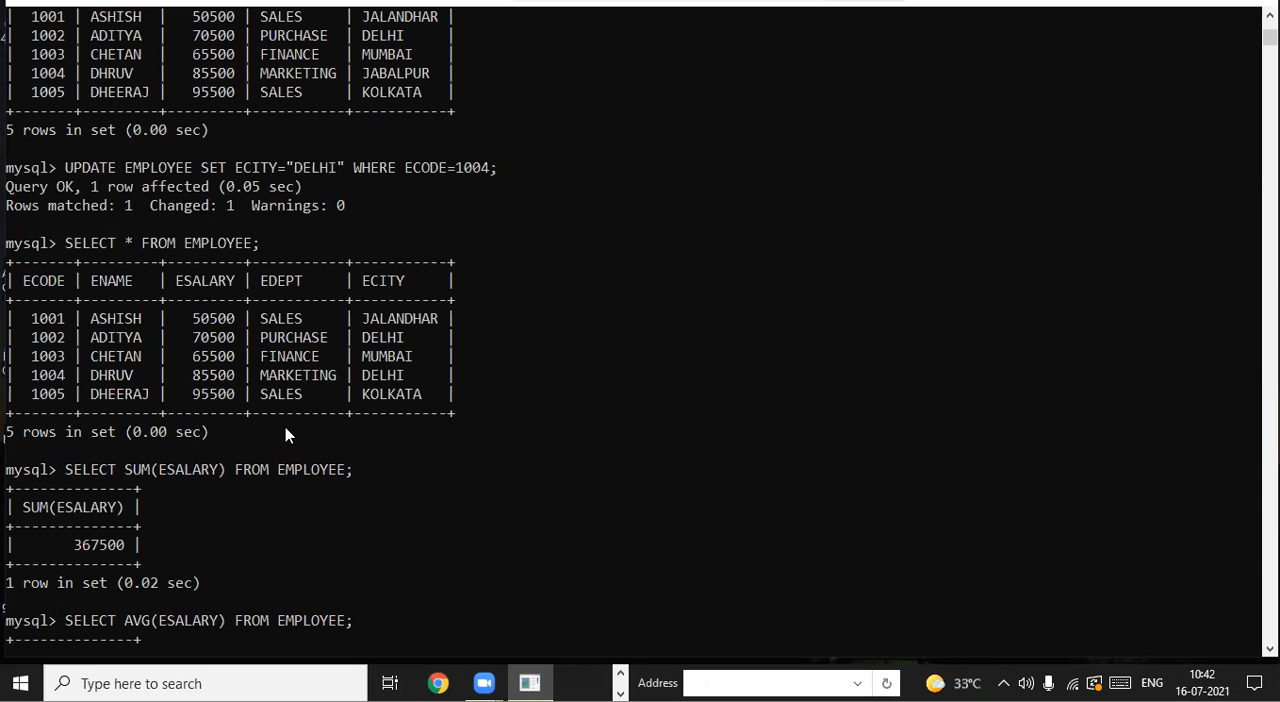 | 1001 | ASHISH | 50500 | SALES | JALANDHAR |
| 1002 | ADITYA | 70500 | PURCHASE | DELHI |
| 1003 | CHETAN | 65500 | FINANCE | MUMBAI |
| 1004 | DHRUV | 85500 | MARKETING | JABALPUR |
| 1005 | DHEERAJ | 95500 | SALES | KOLKATA |
+-------+---------+---------+-----------+-----------+
5 rows in set (0.00 sec)
mysql> UPDATE EMPLOYEE SET ECITY="DELHI" WHERE ECODE=1004;
Query OK, 1 row affected (0.05 sec)
Rows matched: 1  Changed: 1  Warnings: 0
mysql> SELECT * FROM EMPLOYEE;
+-------+---------+---------+-----------+-----------+
| ECODE | ENAME | ESALARY | EDEPT | ECITY |
+-------+---------+---------+-----------+-----------+
| 1001 | ASHISH | 50500 | SALES | JALANDHAR |
| 1002 | ADITYA | 70500 | PURCHASE | DELHI |
| 1003 | CHETAN | 65500 | FINANCE | MUMBAI |
| 1004 | DHRUV | 85500 | MARKETING | DELHI |
| 1005 | DHEERAJ | 95500 | SALES | KOLKATA |
+-------+---------+---------+-----------+-----------+
5 rows in set (0.00 sec)
mysql> SELECT SUM(ESALARY) FROM EMPLOYEE;
+--------------+
| SUM(ESALARY) |
+--------------+
| 367500 |
+--------------+
1 row in set (0.02 sec)
mysql> SELECT AVG(ESALARY) FROM EMPLOYEE;
+--------------+
Type here to search
Address
33°C
ENG
10:42
16-07-2021